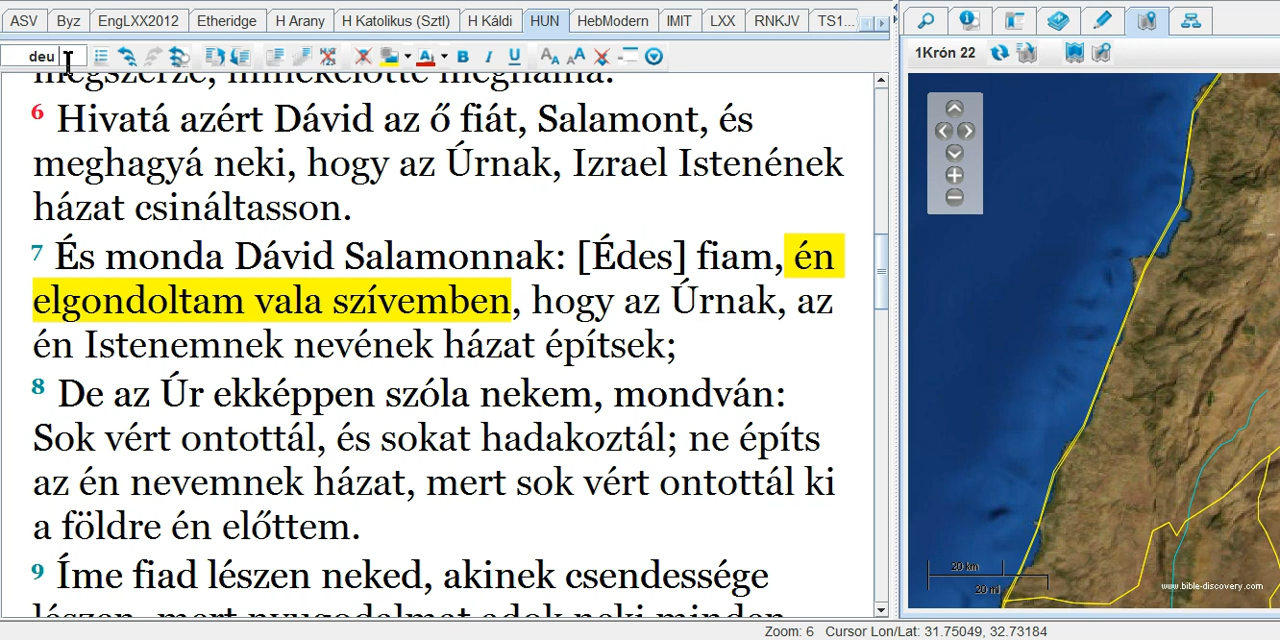 ASV Byz EngLXX2012 Etheridge H Arany H Katolikus (Sztl) H Káldi HUN HebModern IMIT LXX RNKJV TS1...
deu
1Krón 22
6 Hivatá azért Dávid az ő fiát, Salamont, és
meghagyá neki, hogy az Úrnak, Izrael Istenének
házat csináltasson.
7 És monda Dávid Salamonnak: [Édes] fiam, én
elgondoltam vala szívemben, hogy az Úrnak, az
én Istenemnek nevének házat építsek;
8 De az Úr ekképpen szóla nekem, mondván:
Sok vért ontottál, és sokat hadakoztál; ne építs
az én nevemnek házat, mert sok vért ontottál ki
a földre én előttem.
9 Íme fiad lészen neked, akinek csendessége
20 km
20 mi
www.bible-discovery.com
Zoom: 6 Cursor Lon/Lat: 31.75049, 32.73184